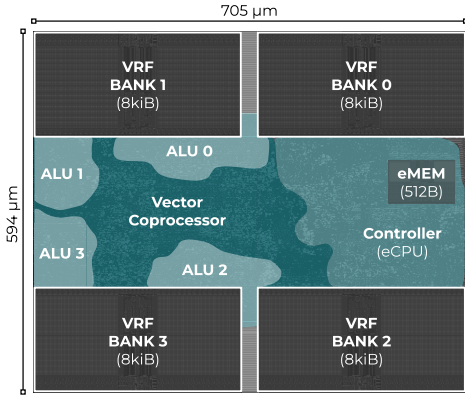 705 µm
594 µm
VRF
BANK 1
(8kiB)
VRF
BANK 0
(8kiB)
ALU 0
ALU 1
eMEM
(512B)
Vector
Coprocessor
Controller
(eCPU)
ALU 3
ALU 2
VRF
BANK 3
(8kiB)
VRF
BANK 2
(8kiB)